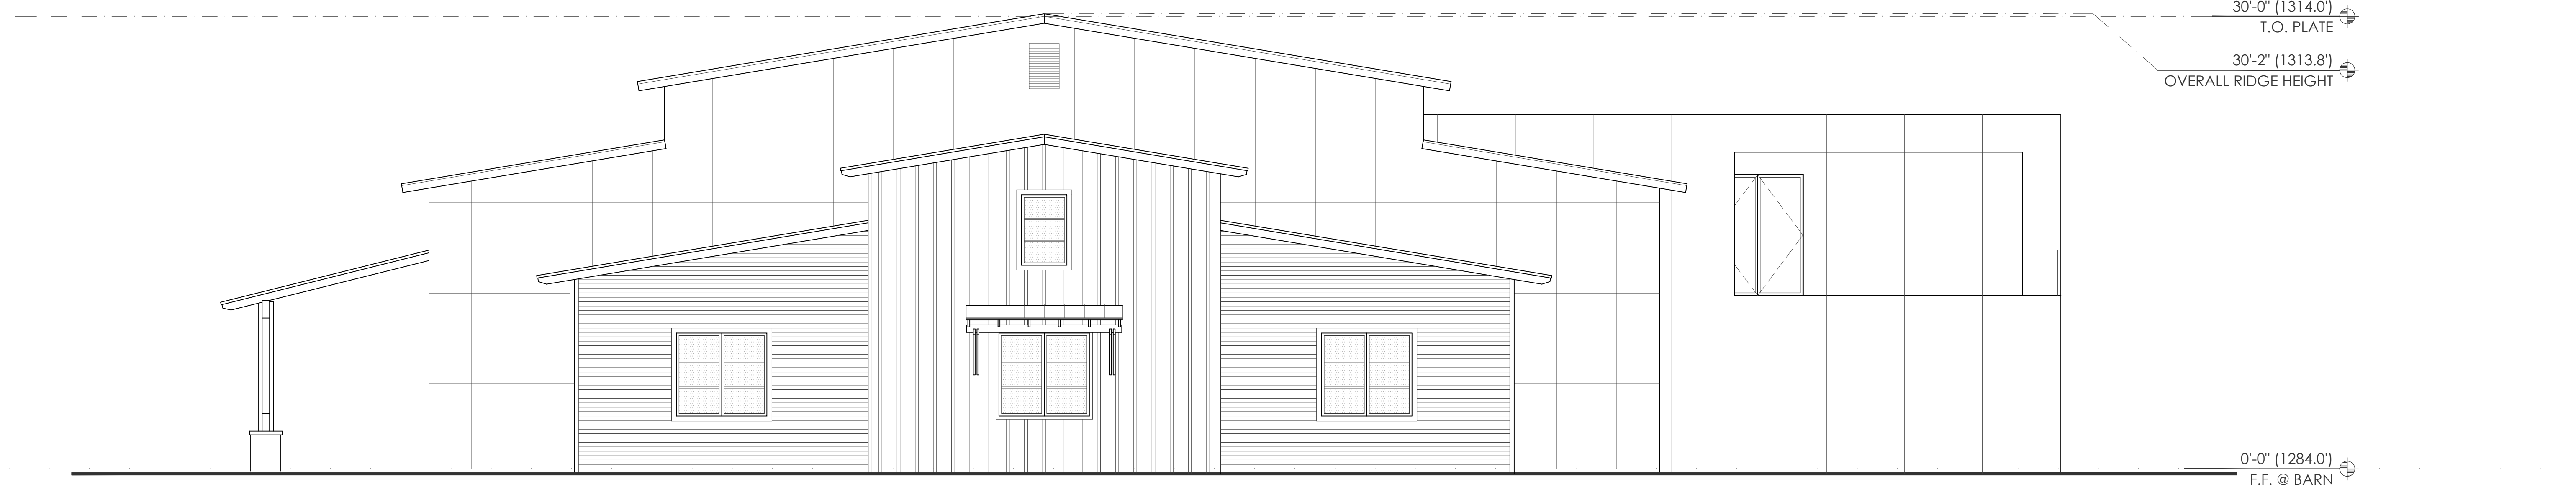 30'-0" (1314.0')
T.O. PLATE
30'-2" (1313.8')
OVERALL RIDGE HEIGHT
0'-0" (1284.0')
F.F. @ BARN